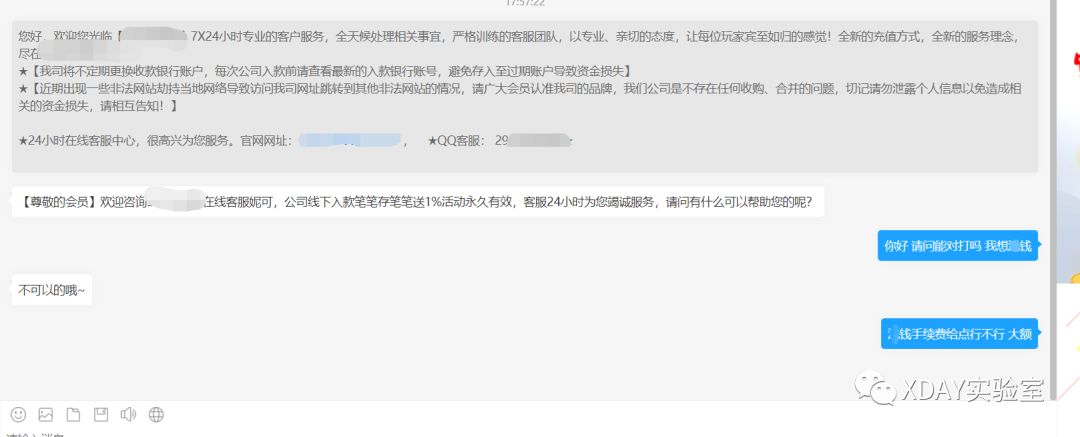 17:57:22
您好，欢迎您光临【 】7X24小时专业的客户服务，全天候处理相关事宜，严格训练的客服团队，以专业、亲切的态度，让每位玩家宾至如归的感觉！全新的充值方式，全新的服务理念，
尽在
★【我司将不定期更换收款银行账户，每次公司入款前请查看最新的入款银行账号，避免存入至过期账户导致资金损失】
★【近期出现一些非法网站劫持当地网络导致访问我司网址跳转到其他非法网站的情况，请广大会员认准我司的品牌，我们公司是不存在任何收购、合并的问题，切记请勿泄露个人信息以免造成相
关的资金损失，请相互告知！】
★24小时在线客服中心，很高兴为您服务。官网网址： ， ★QQ客服： 29
【尊敬的会员】欢迎咨询 在线客服妮可，公司线下入款笔笔存笔笔送1%活动永久有效，客服24小时为您竭诚服务，请问有什么可以帮助您的呢？
你好 请问能对打吗 我想 钱
不可以的哦~
钱手续费给点行不行 大额
XDAY实验室